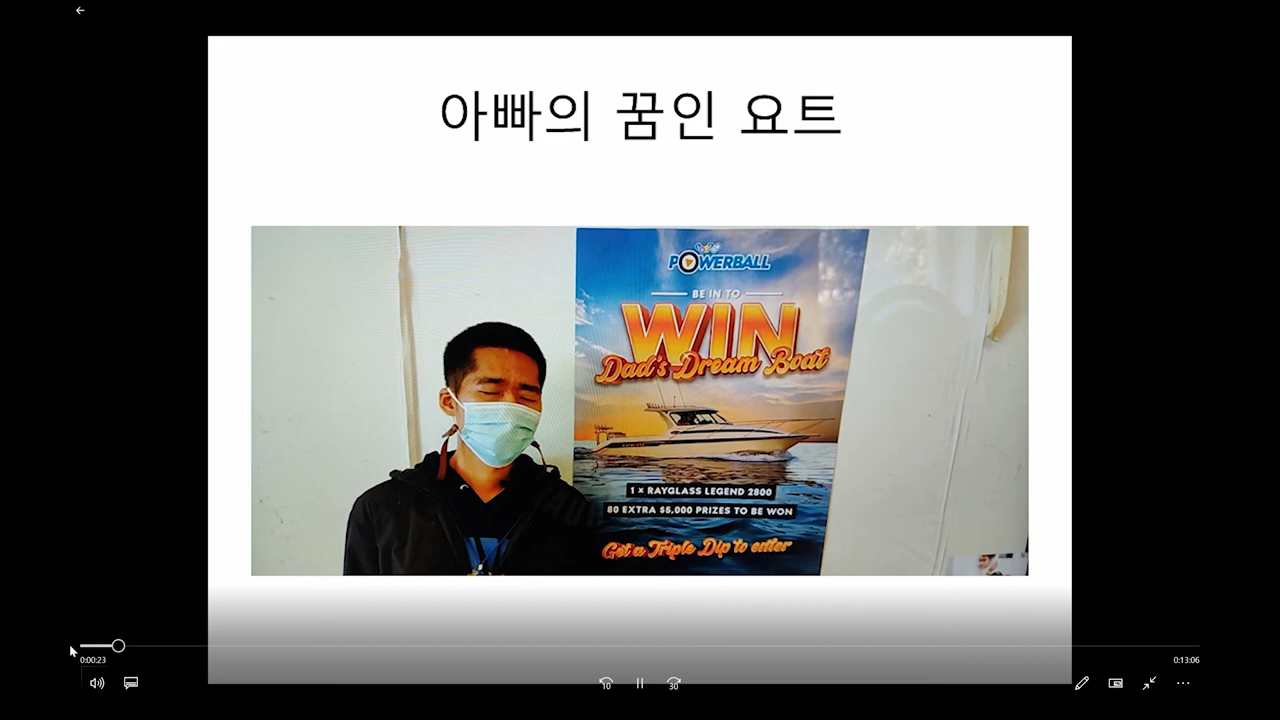 아빠의 꿈인 요트
POWERBALL
BE IN TO
WIN
Dad's Dream Boat
1 x RAYGLASS LEGEND 2800
80 EXTRA $5,000 PRIZES TO BE WON
Get a Triple Dip to enter
0:00:23
0:13:06
10
30